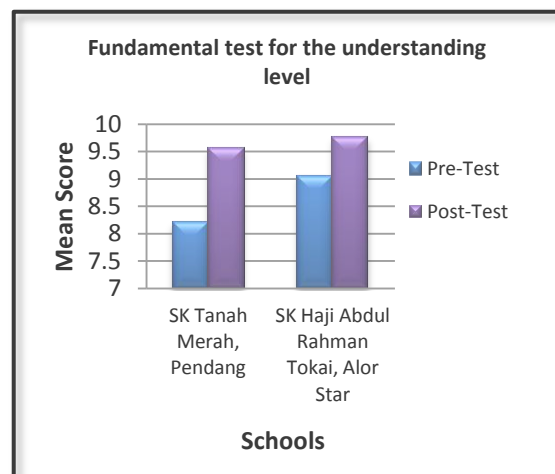 Fundamental test for the understanding
level
10
9.5
9
8.5
8
7.5
7
Mean Score
Pre-Test
Post-Test
SK Tanah
Merah,
Pendang
SK Haji Abdul
Rahman
Tokai, Alor
Star
Schools